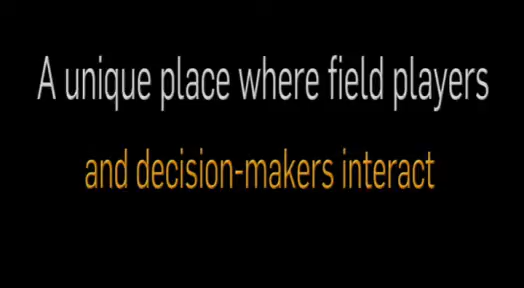 A unique place where field players
and decision-makers interact